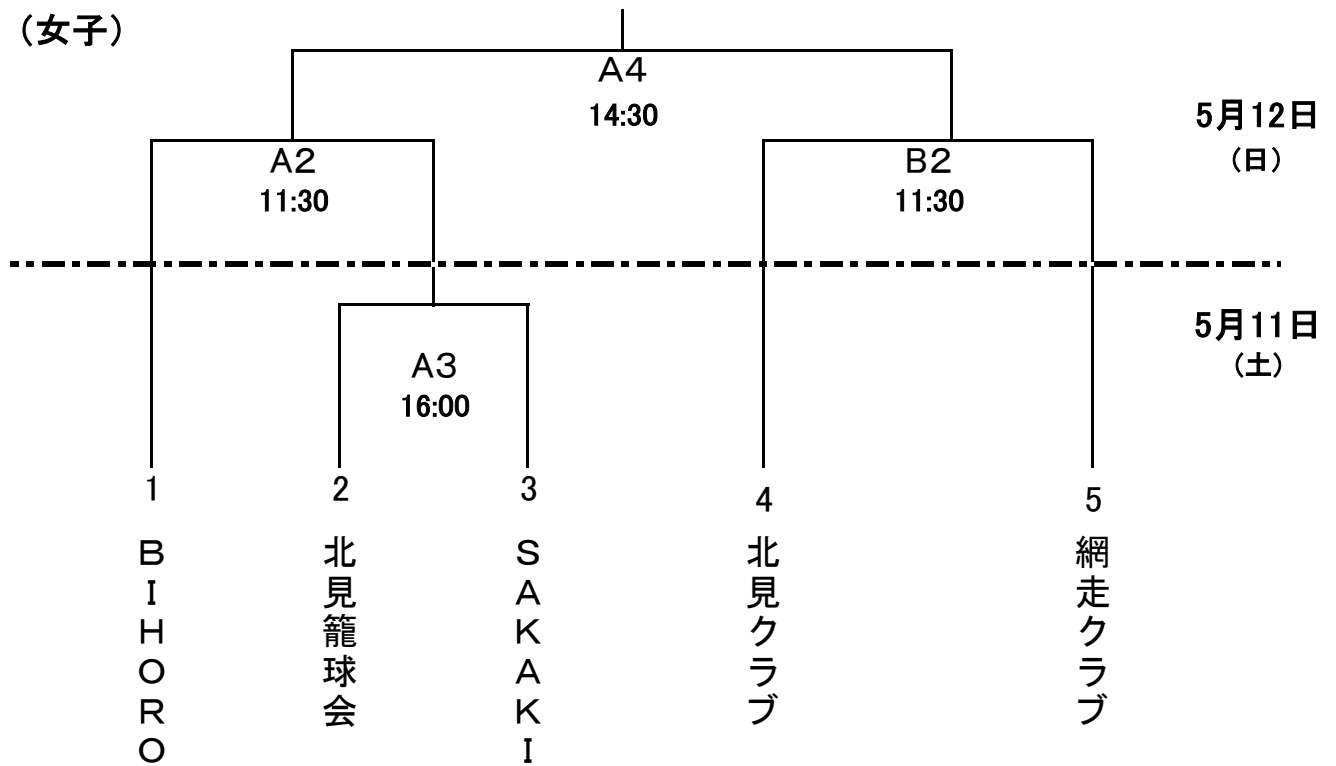 （女子）
A4
14:30
5月12日
（日）
A2
11:30
B2
11:30
5月11日
（土）
A3
16:00
1
2
3
4
5
BIHORO
北見籠球会
SAKAKI
北見クラブ
網走クラブ